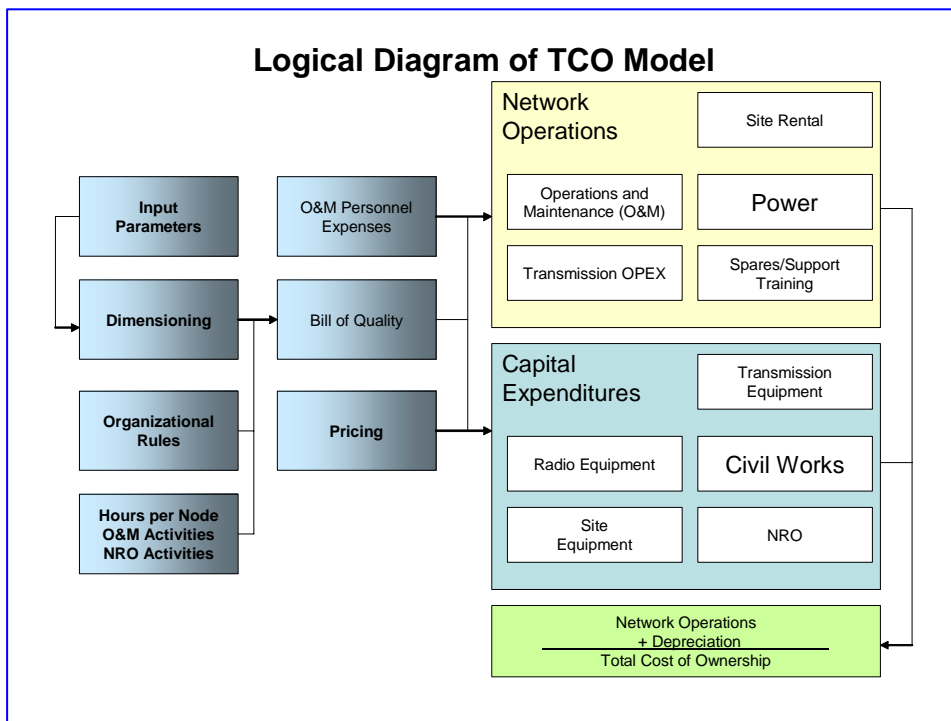 Logical Diagram of TCO Model
Input
Parameters
Dimensioning
Organizational
Rules
Hours per Node
O&M Activities
NRO Activities
O&M Personnel
Expenses
Bill of Quality
Pricing
Network
Operations
Site Rental
Operations and
Maintenance (O&M)
Power
Transmission OPEX
Spares/Support
Training
Capital
Expenditures
Transmission
Equipment
Radio Equipment
Civil Works
Site
Equipment
NRO
Network Operations
+ Depreciation
Total Cost of Ownership